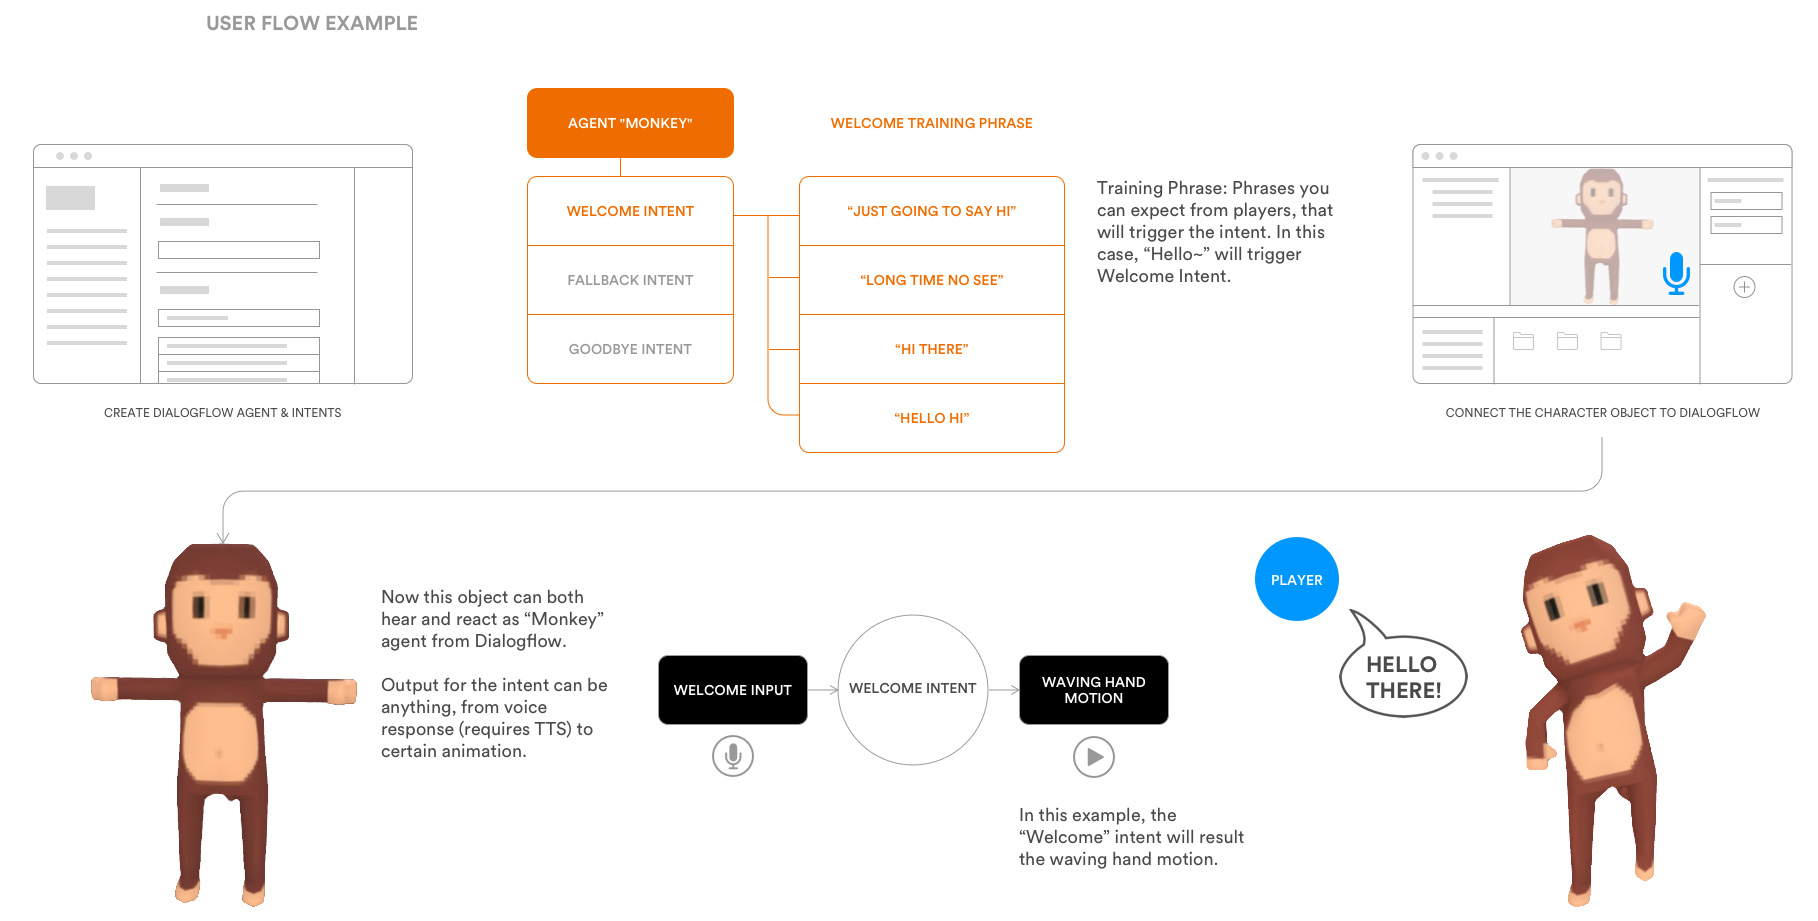 USER FLOW EXAMPLE
AGENT "MONKEY"
WELCOME TRAINING PHRASE
WELCOME INTENT
FALLBACK INTENT
GOODBYE INTENT
“JUST GOING TO SAY HI”
“LONG TIME NO SEE”
“HI THERE”
“HELLO HI”
Training Phrase: Phrases you
can expect from players, that
will trigger the intent. In this
case, “Hello~” will trigger
Welcome Intent.
CREATE DIALOGFLOW AGENT & INTENTS
CONNECT THE CHARACTER OBJECT TO DIALOGFLOW
Now this object can both
hear and react as “Monkey”
agent from Dialogflow.
Output for the intent can be
anything, from voice
response (requires TTS) to
certain animation.
WELCOME INPUT
WELCOME INTENT
WAVING HAND
MOTION
In this example, the
“Welcome” intent will result
the waving hand motion.
PLAYER
HELLO
THERE!